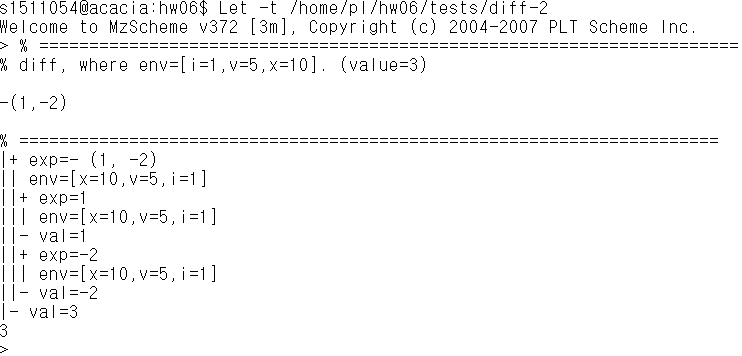 s1511054@acacia:hw06$ Let -t /home/pl/hw06/tests/diff-2
Welcome to MzScheme v372 [3m], Copyright (c) 2004-2007 PLT Scheme Inc.
> % ======================================================================
% diff, where env=[i=1,v=5,x=10]. (value=3)
-(1,-2)
% ======================================================================
|+ exp=- (1, -2)
|| env=[x=10,v=5,i=1]
||+ exp=1
||| env=[x=10,v=5,i=1]
||- val=1
||+ exp=-2
||| env=[x=10,v=5,i=1]
||- val=-2
|- val=3
3
>